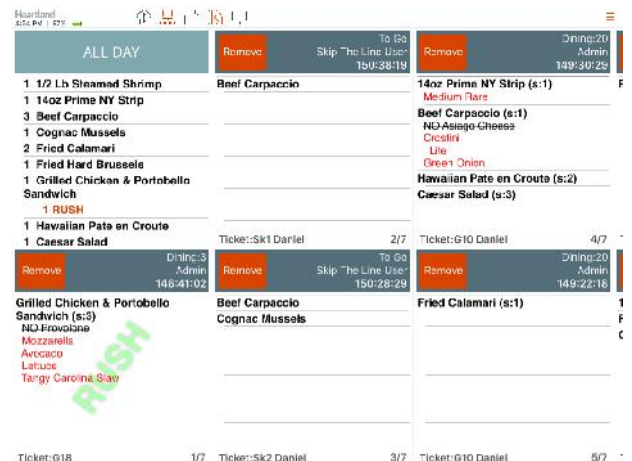 Heartland
4:54 PM | 57%
ALL DAY
1 1/2 Lb Steamed Shrimp
1 14oz Prime NY Strip
3 Beef Carpaccio
1 Cognac Mussels
2 Fried Calamari
1 Fried Hard Brussels
1 Grilled Chicken & Portobello
Sandwich
1 RUSH
1 Hawaiian Pate en Croute
1 Caesar Salad
Remove
To Go
Skip The Line User
150:38:19
Beef Carpaccio
Ticket:Sk1 Daniel 2/7
Remove
Dining:20
Admin
149:30:29
14oz Prime NY Strip (s:1)
Medium Rare
Beef Carpaccio (s:1)
NO Asiago Cheese
Crostini
Lite
Green Onion
Hawaiian Pate en Croute (s:2)
Caesar Salad (s:3)
Ticket:G10 Daniel 4/7
Remove
Dining:3
Admin
146:41:02
Grilled Chicken & Portobello
Sandwich (s:3)
NO Provolone
Mozzarella
Avocado
Lettuce
Tangy Carolina Slaw
RUSH
Ticket:G18 1/7
Remove
To Go
Skip The Line User
150:28:29
Beef Carpaccio
Cognac Mussels
Ticket:Sk2 Daniel 3/7
Remove
Dining:20
Admin
149:22:18
Fried Calamari (s:1)
Ticket:G10 Daniel 5/7